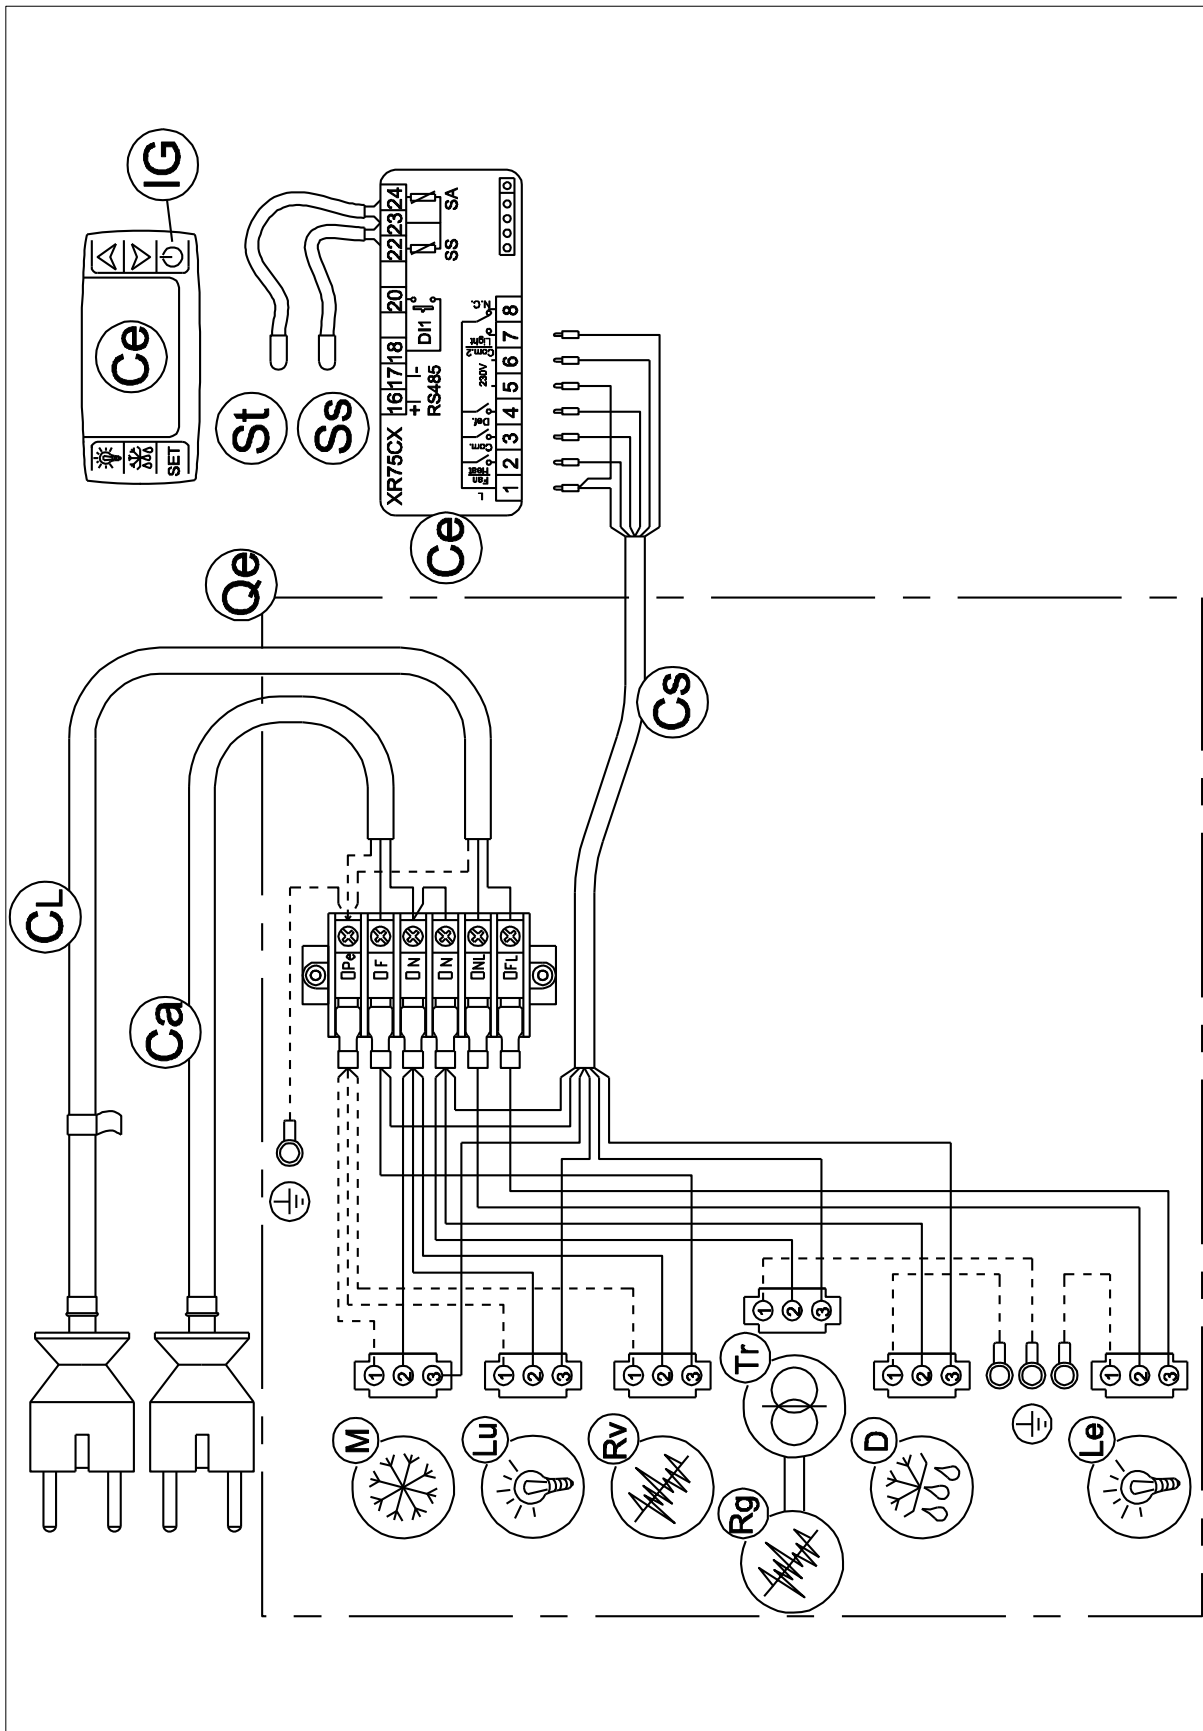 CL
Ca
Qe
Ce
IG
SET
St
Ss
XR75CX
16 17 18 20 22 23 24
+ -
RS485
DI1
SS
SA
L
Fan
Heat
Com.
Def.
230V
Com.2
Light
N.C.
1 2 3 4 5 6 7 8
Ce
Cs
Pe
F
N
N
NL
FL
M
1 2 3
Lu
1 2 3
Rv
1 2 3
Tr
1 2 3
Rg
D
1 2 3
Le
1 2 3